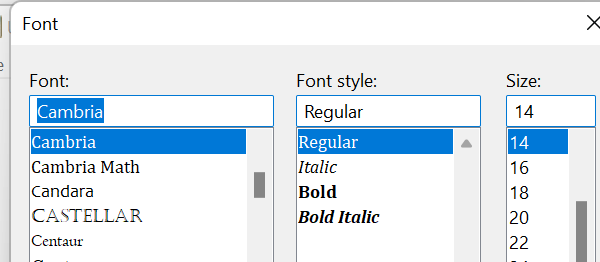 Font
Font: Font style: Size:
Cambria Regular 14
Cambria Regular 14
Cambria Math Italic 16
Candara Bold 18
CASTELLAR Bold Italic 20
Centaur 22